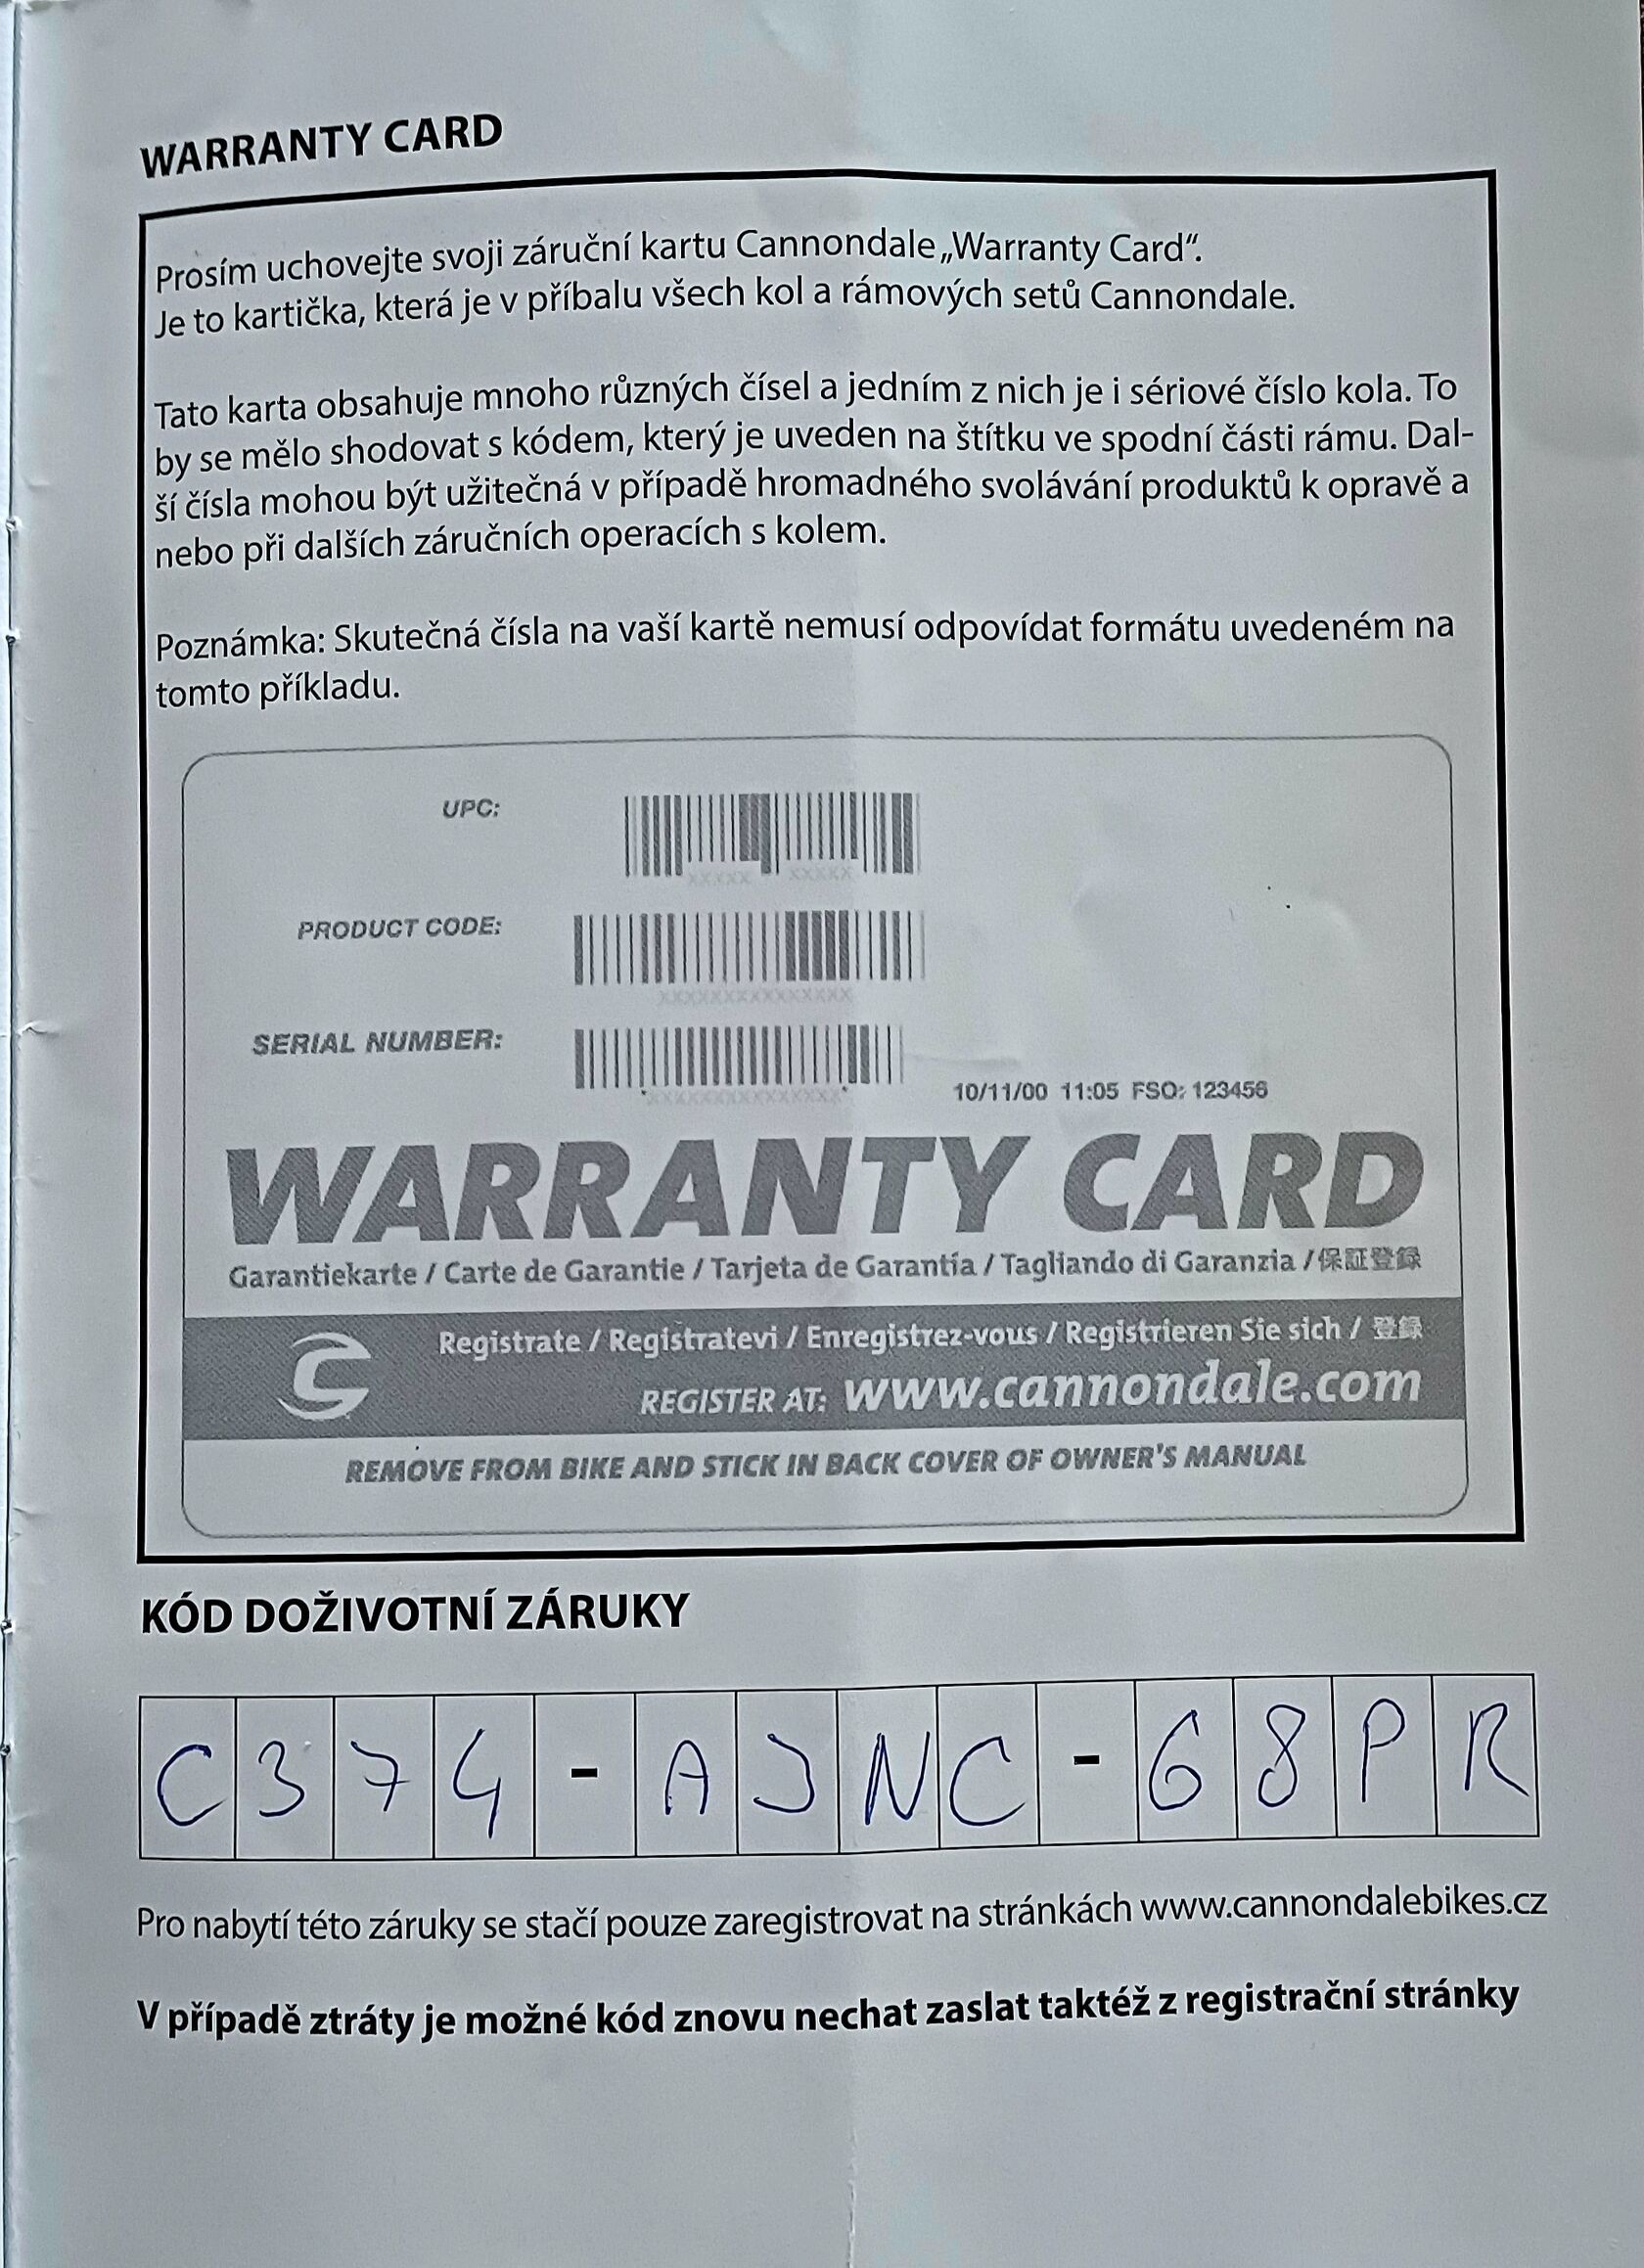 WARRANTY CARD
Prosím uchovejte svoji záruční kartu Cannondale „Warranty Card“.
Je to kartička, která je v příbalu všech kol a rámových setů Cannondale.
Tato karta obsahuje mnoho různých čísel a jedním z nich je i sériové číslo kola. To
by se mělo shodovat s kódem, který je uveden na štítku ve spodní části rámu. Dal-
ší čísla mohou být užitečná v případě hromadného svolávání produktů k opravě a
nebo při dalších záručních operacích s kolem.
Poznámka: Skutečná čísla na vaší kartě nemusí odpovídat formátu uvedeném na
tomto příkladu.
UPC:
XXXXX XXXXX
PRODUCT CODE:
XXXXXXXXXXXXXXX
SERIAL NUMBER:
10/11/00 11:05 FSO: 123456
WARRANTY CARD
Garantiekarte / Carte de Garantie / Tarjeta de Garantía / Tagliando di Garanzia / 保証登録
Registrate / Registratevi / Enregistrez-vous / Registrieren Sie sich / 登録
REGISTER AT: www.cannondale.com
REMOVE FROM BIKE AND STICK IN BACK COVER OF OWNER'S MANUAL
KÓD DOŽIVOTNÍ ZÁRUKY
C374-AJNC-68PR
Pro nabytí této záruky se stačí pouze zaregistrovat na stránkách www.cannondalebikes.cz
V případě ztráty je možné kód znovu nechat zaslat taktéž z registrační stránky